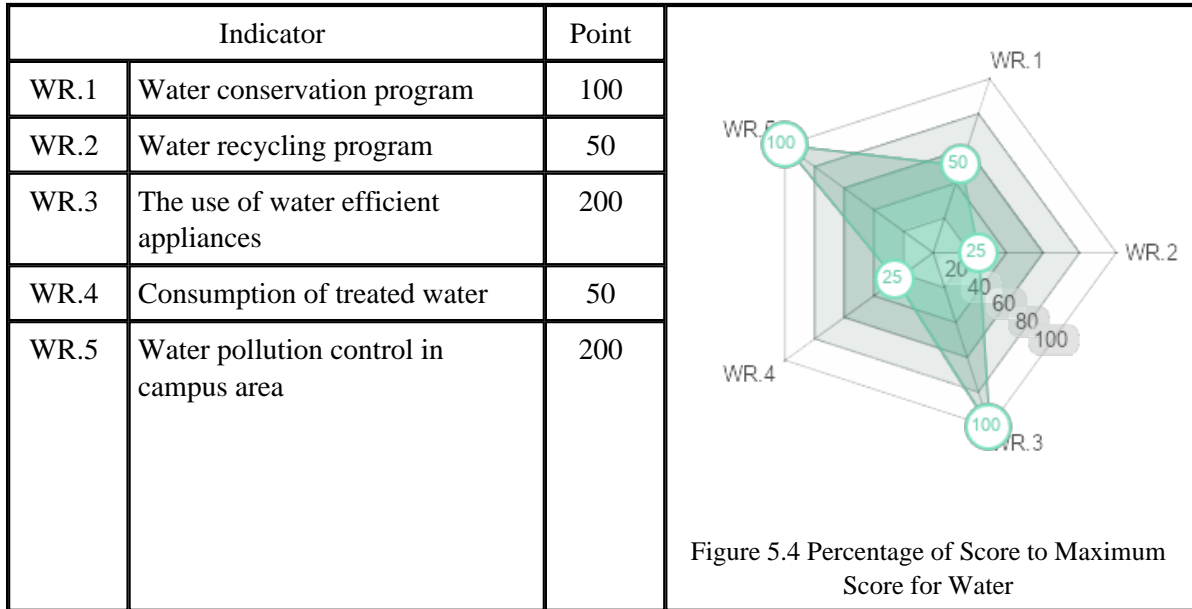 Indicator Point
WR.1 Water conservation program 100
WR.2 Water recycling program 50
WR.3 The use of water efficient
appliances 200
WR.4 Consumption of treated water 50
WR.5 Water pollution control in
campus area 200
WR.1
WR.5
100
50
WR.2
25
25
20
40
60
80
100
WR.4
100
WR.3
Figure 5.4 Percentage of Score to Maximum
Score for Water